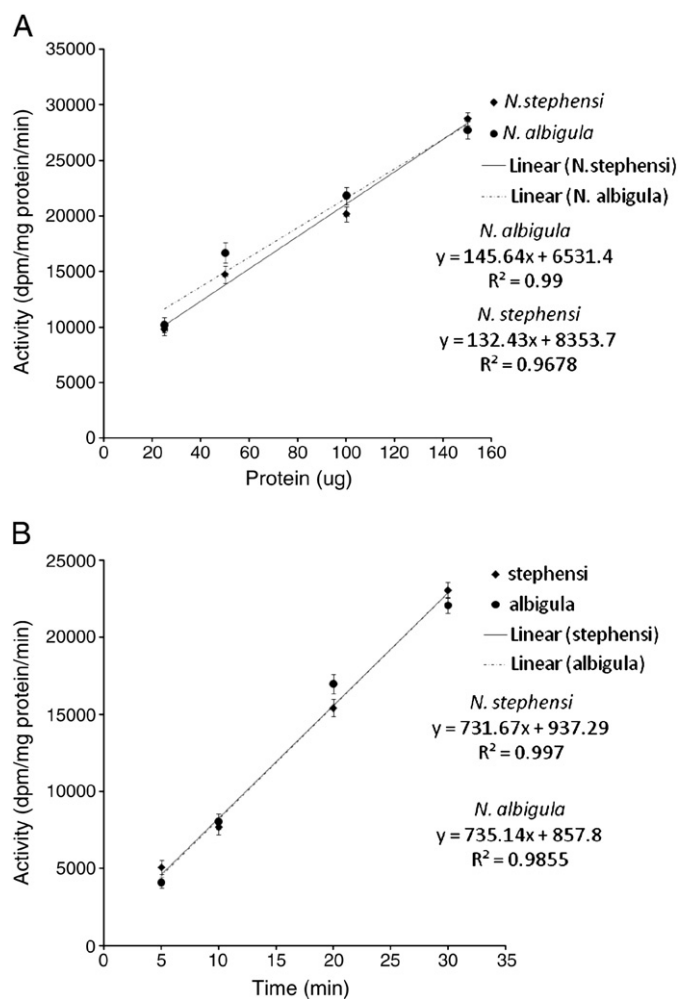 A
Activity (dpm/mg protein/min)
35000
30000
25000
20000
15000
10000
5000
0
0 20 40 60 80 100 120 140 160
Protein (ug)
N.stephensi
N. albigula
Linear (N.stephensi)
Linear (N. albigula)
N. albigula
y = 145.64x + 6531.4
R² = 0.99
N. stephensi
y = 132.43x + 8353.7
R² = 0.9678
B
Activity (dpm/mg protein/min)
25000
20000
15000
10000
5000
0
0 5 10 15 20 25 30 35
Time (min)
stephensi
albigula
Linear (stephensi)
Linear (albigula)
N. stephensi
y = 731.67x + 937.29
R² = 0.997
N. albigula
y = 735.14x + 857.8
R² = 0.9855